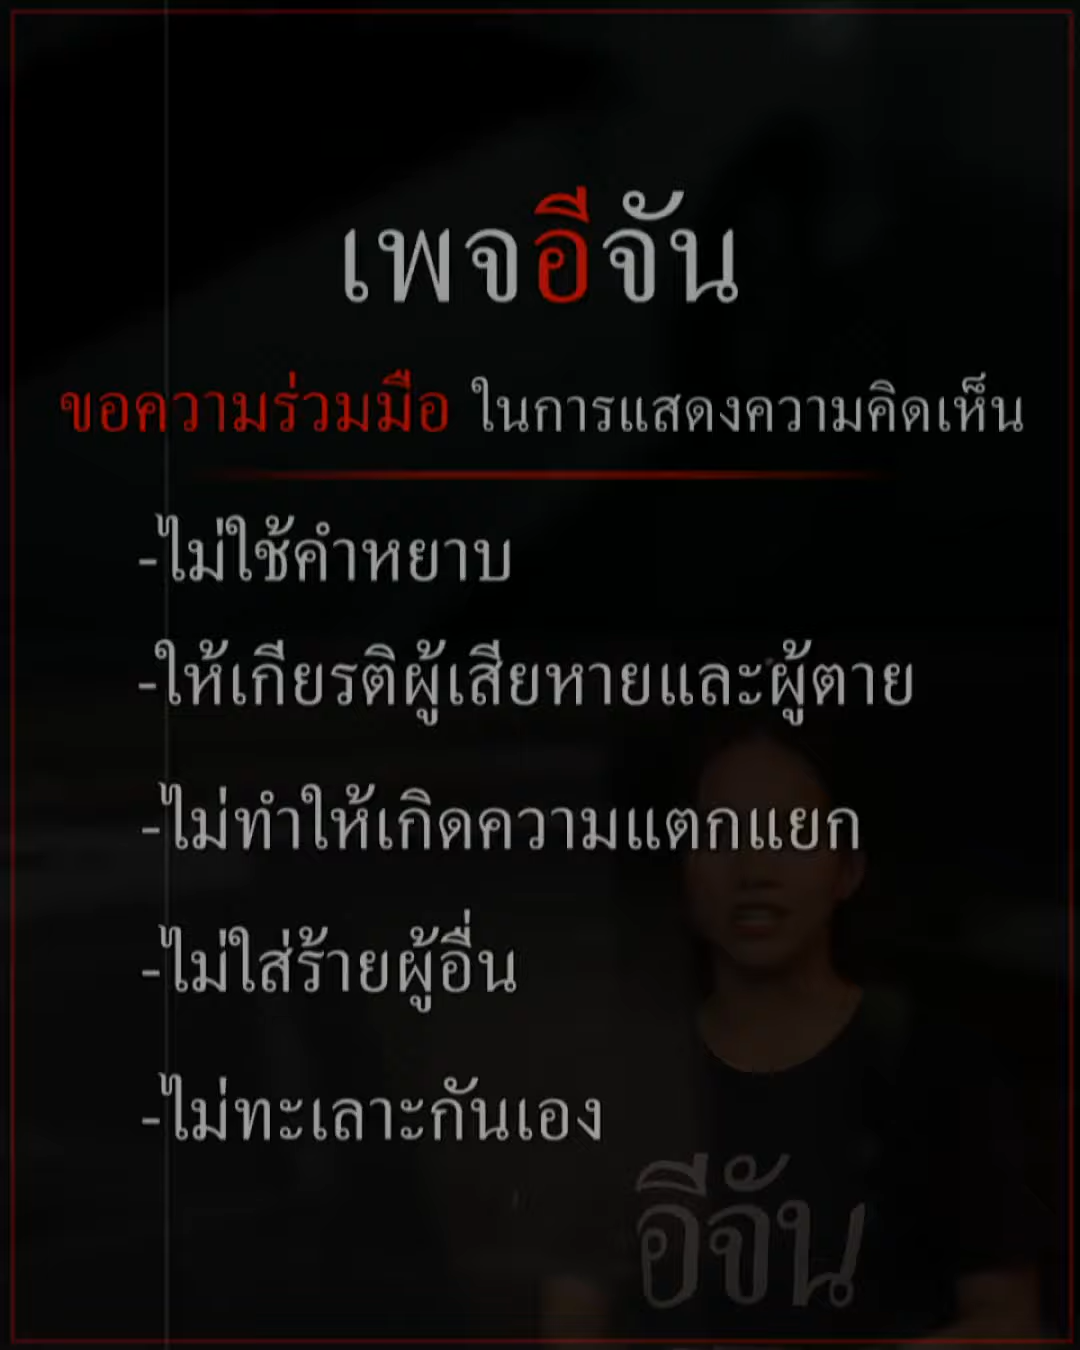 เพจอีจัน
ขอความร่วมมือ ในการแสดงความคิดเห็น
-ไม่ใช้คำหยาบ
-ให้เกียรติผู้เสียหายและผู้ตาย
-ไม่ทำให้เกิดความแตกแยก
-ไม่ใส่ร้ายผู้อื่น
-ไม่ทะเลาะกันเอง
อีจัน